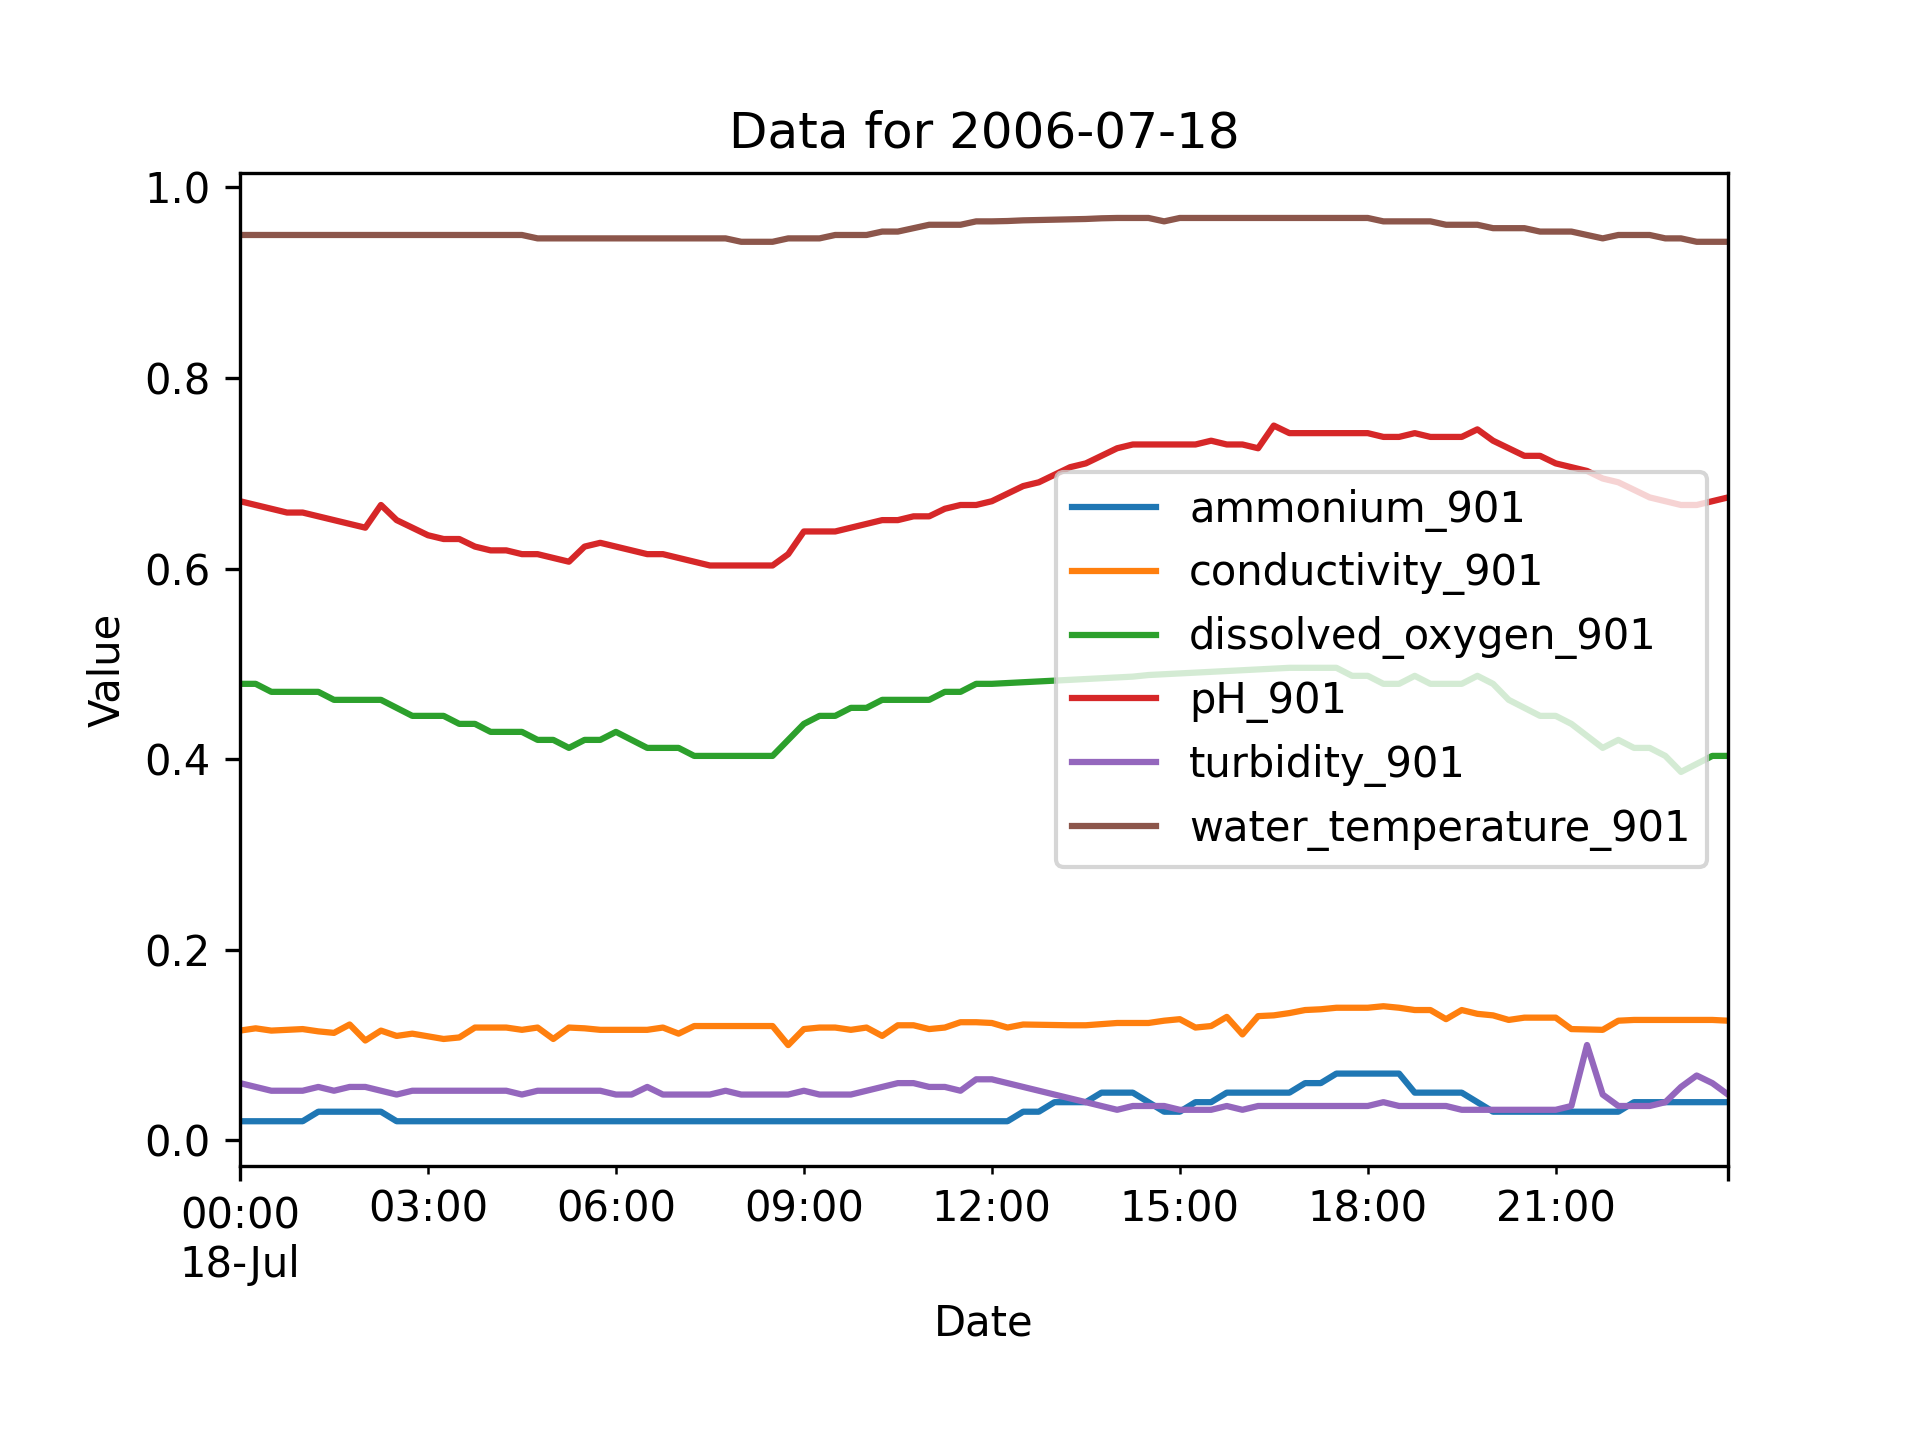 Data for 2006-07-18
1.0
0.8
0.6
0.4
0.2
0.0
Value
ammonium_901
conductivity_901
dissolved_oxygen_901
pH_901
turbidity_901
water_temperature_901
00:00 03:00 06:00 09:00 12:00 15:00 18:00 21:00
18-Jul
Date